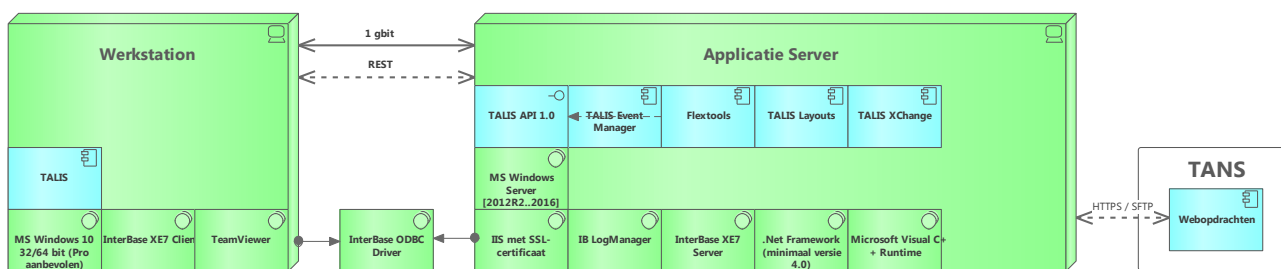 Werkstation
1 gbit
REST
Applicatie Server
TALIS API 1.0
TALIS Event
Manager
Flextools
TALIS Layouts
TALIS XChange
TALIS
MS Windows
Server
[2012R2..2016]
TANS
HTTPS / SFTP
Webopdrachten
MS Windows 10
32/64 bit (Pro
aanbevolen)
InterBase XE7 Client
TeamViewer
InterBase ODBC
Driver
IIS met SSL-
certificaat
IB LogManager
InterBase XE7
Server
.Net Framework
(minimaal versie
4.0)
Microsoft Visual C+
+ Runtime